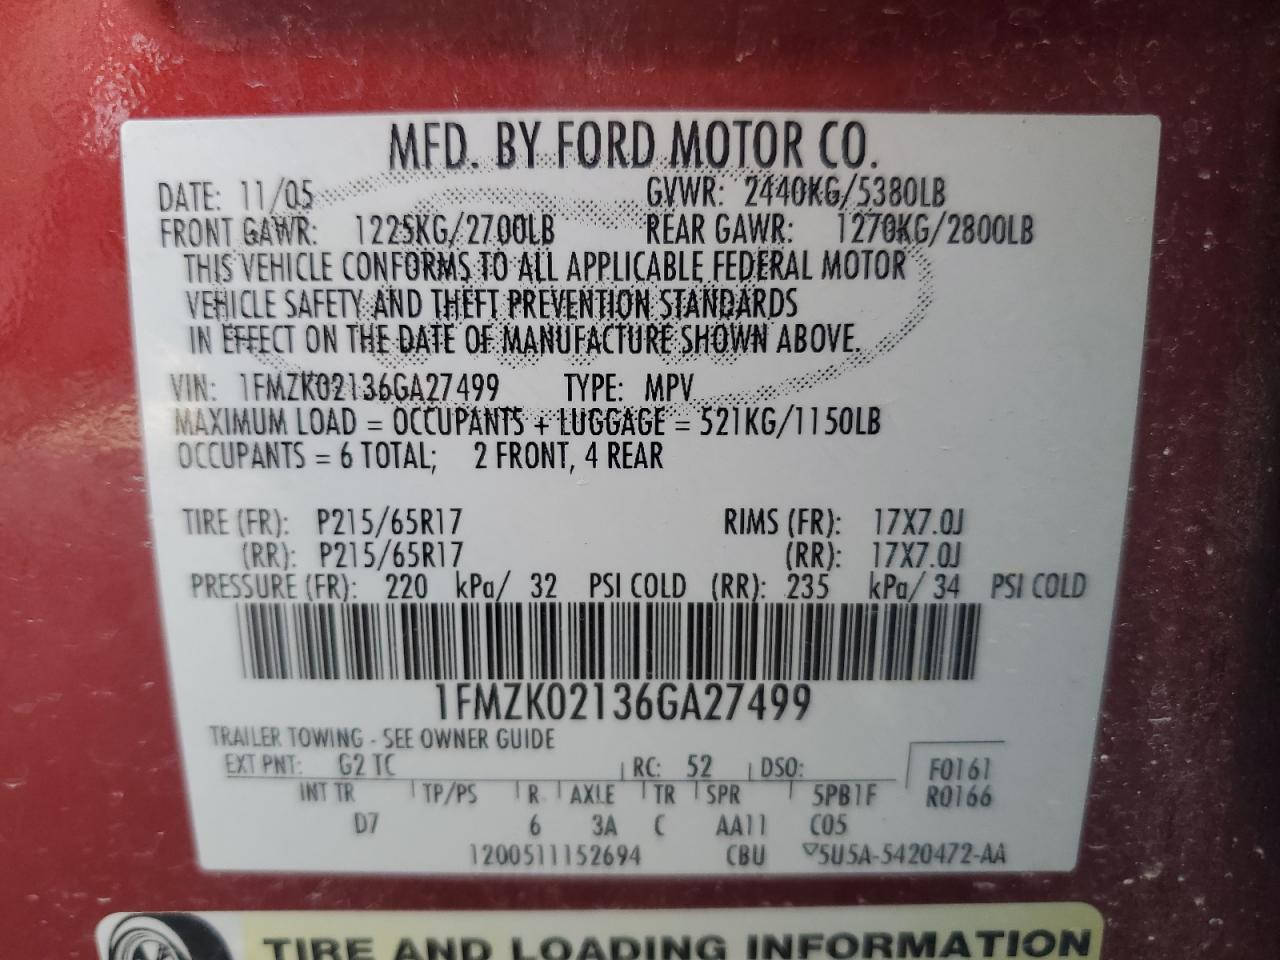 MFD. BY FORD MOTOR CO.
DATE: 11/05 GVWR: 2440KG/5380LB
FRONT GAWR: 1225KG/2700LB REAR GAWR: 1270KG/2800LB
THIS VEHICLE CONFORMS TO ALL APPLICABLE FEDERAL MOTOR
VEHICLE SAFETY AND THEFT PREVENTION STANDARDS
IN EFFECT ON THE DATE OF MANUFACTURE SHOWN ABOVE.
VIN: 1FMZK02136GA27499 TYPE: MPV
MAXIMUM LOAD = OCCUPANTS + LUGGAGE = 521KG/1150LB
OCCUPANTS = 6 TOTAL; 2 FRONT, 4 REAR
TIRE (FR): P215/65R17 RIMS (FR): 17X7.0J
(RR): P215/65R17 (RR): 17X7.0J
PRESSURE (FR): 220 kPa/ 32 PSI COLD (RR): 235 kPa/ 34 PSI COLD
1FMZK02136GA27499
TRAILER TOWING - SEE OWNER GUIDE
EXT PNT: G2 TC RC: 52 DSO: F0161
INT TR TP/PS R AXLE TR SPR 5PB1F R0166
D7 6 3A C AA11 C05
1200511152694 CBU ▽5U5A-5420472-AA
TIRE AND LOADING INFORMATION